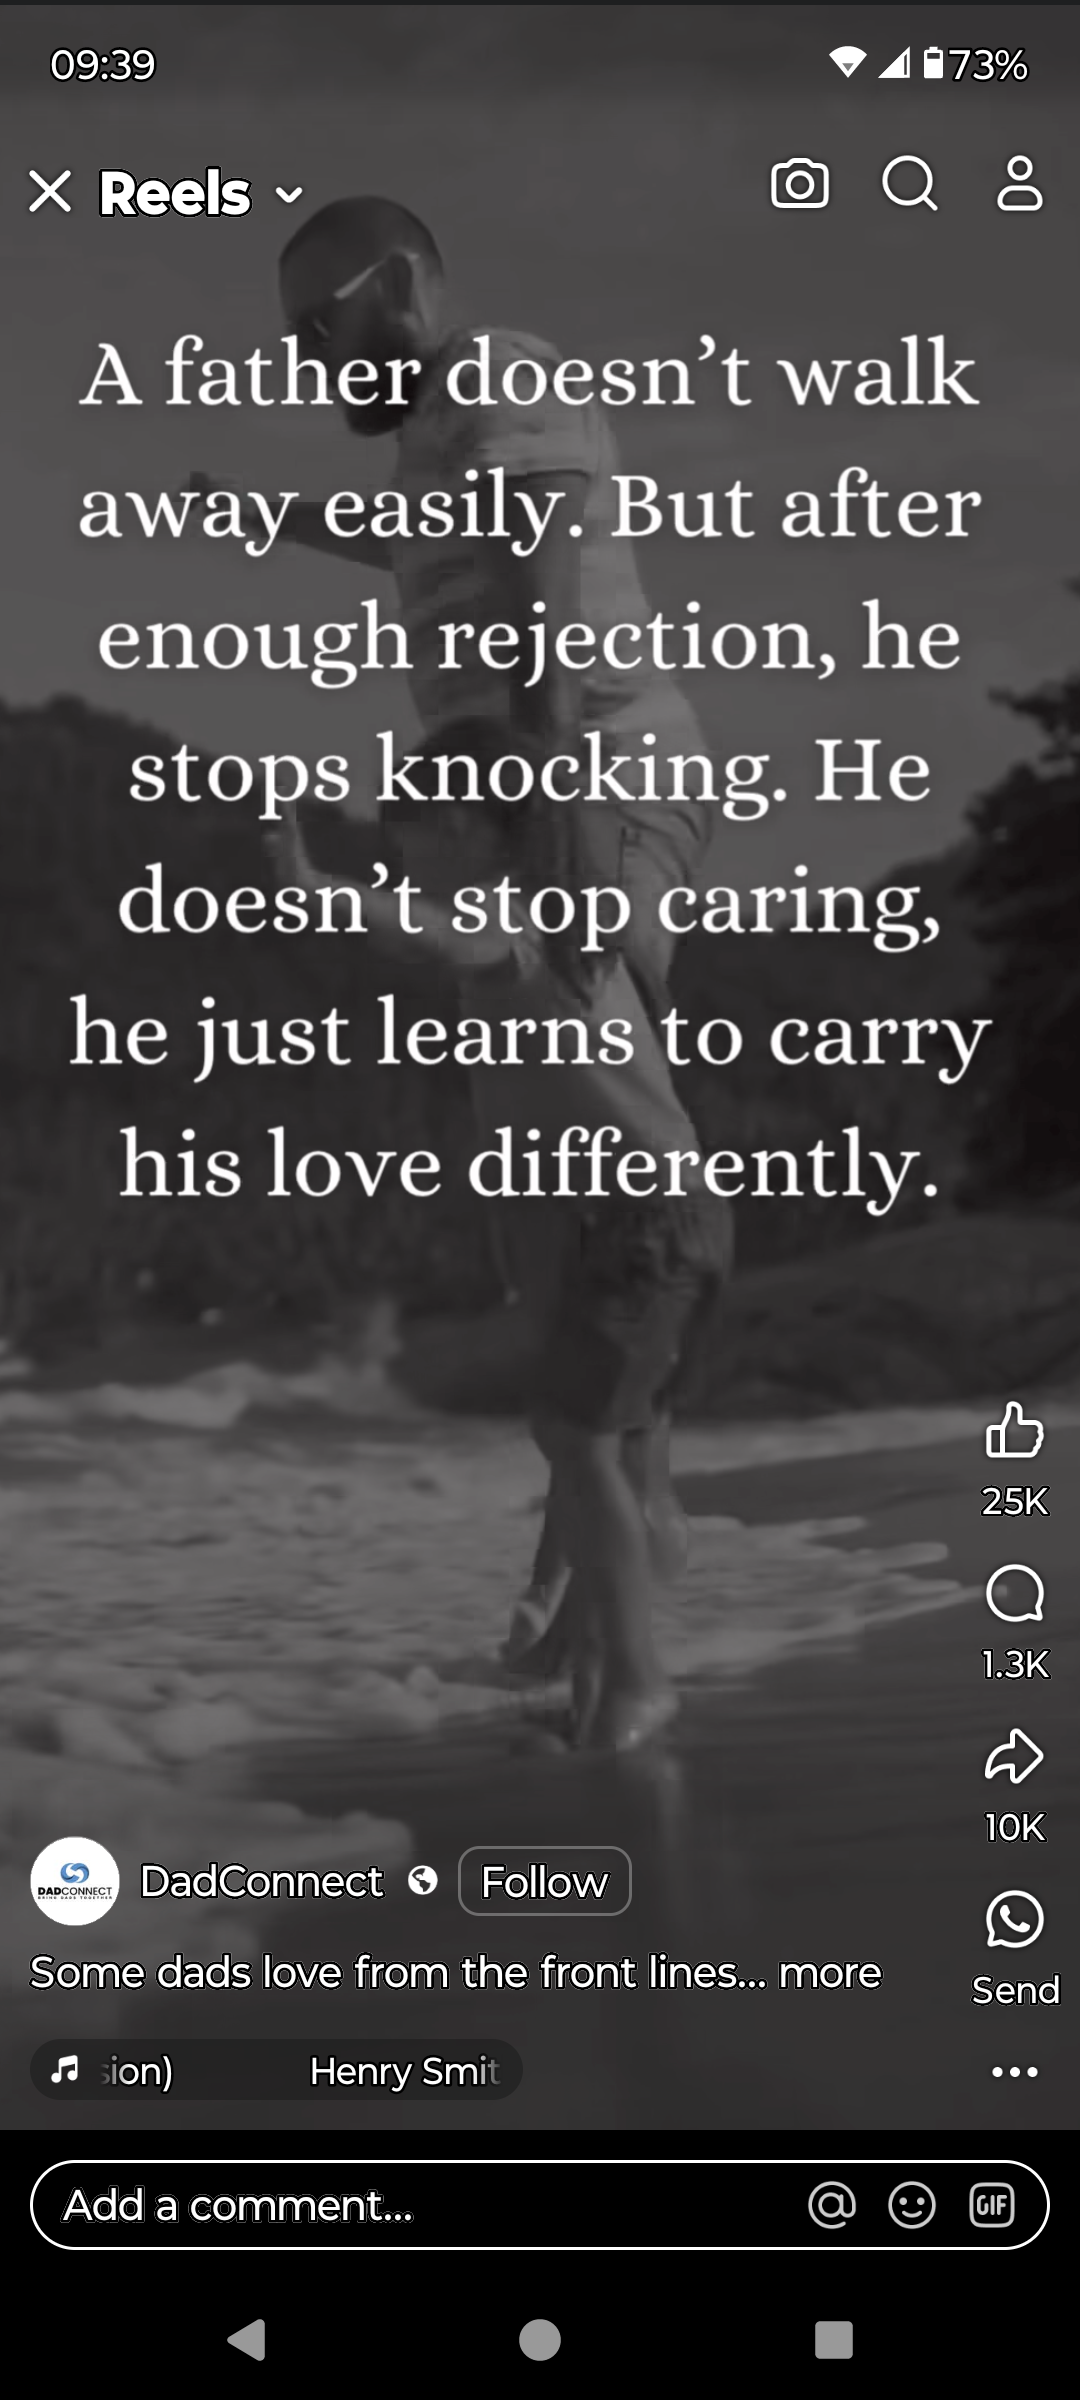 09:39
73%
Reels
A father doesn’t walk
away easily. But after
enough rejection, he
stops knocking. He
doesn’t stop caring,
he just learns to carry
his love differently.
25K
1.3K
10K
Send
DADCONNECT
DadConnect
Follow
Some dads love from the front lines... more
sion)
Henry Smit
Add a comment...
@
GIF